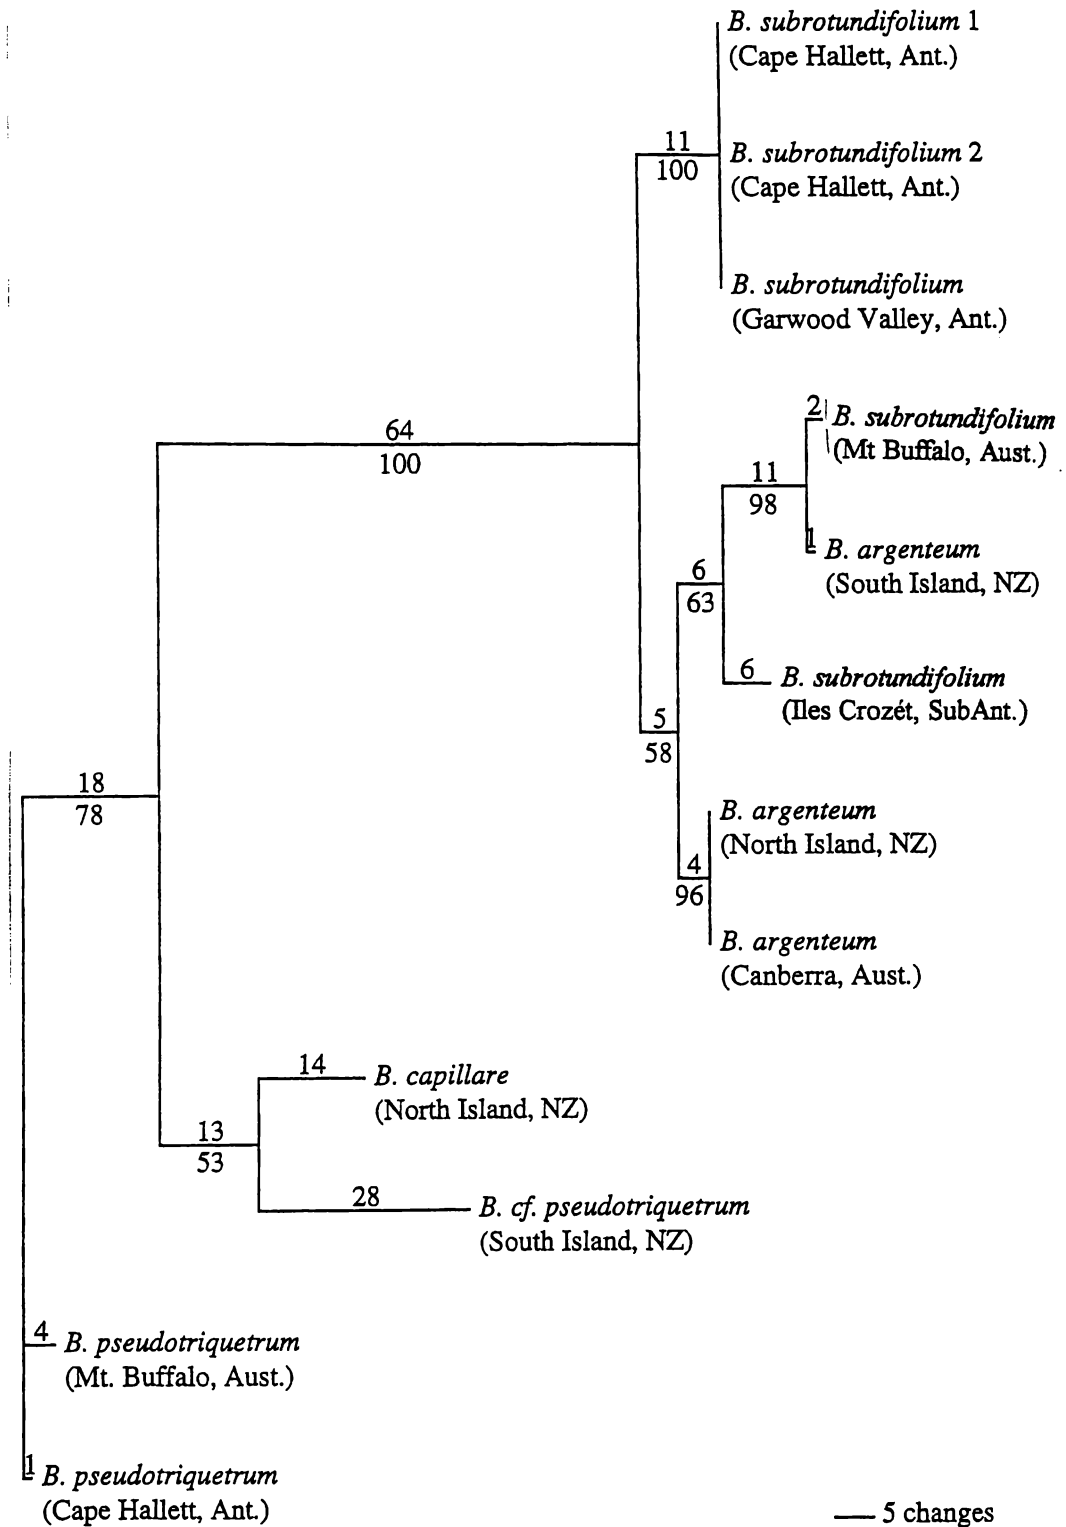 B. subrotundifolium 1
(Cape Hallett, Ant.)
11
100
B. subrotundifolium 2
(Cape Hallett, Ant.)
B. subrotundifolium
(Garwood Valley, Ant.)
2
B. subrotundifolium
(Mt Buffalo, Aust.)
64
100
11
98
1
B. argenteum
(South Island, NZ)
6
63
6
B. subrotundifolium
(Iles Crozét, SubAnt.)
5
58
18
78
B. argenteum
(North Island, NZ)
4
96
B. argenteum
(Canberra, Aust.)
14
B. capillare
(North Island, NZ)
13
53
28
B. cf. pseudotriquetrum
(South Island, NZ)
4
B. pseudotriquetrum
(Mt. Buffalo, Aust.)
1
B. pseudotriquetrum
(Cape Hallett, Ant.)
5 changes